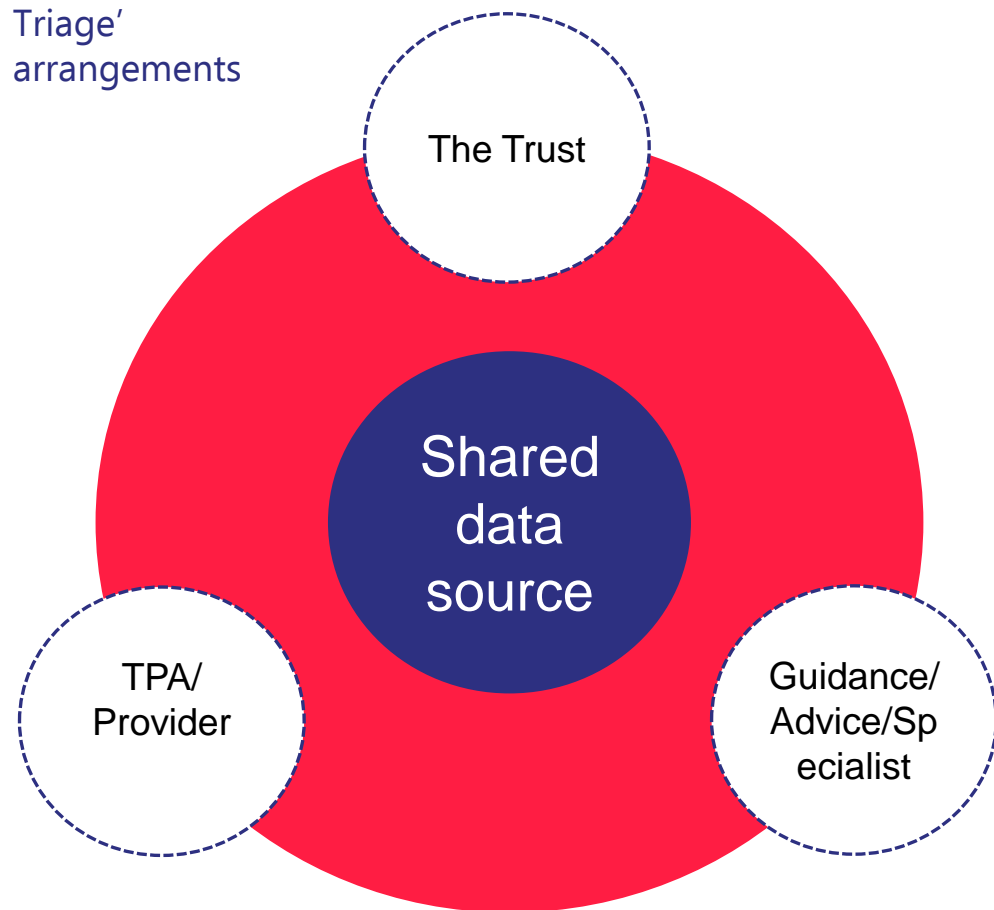 Triage’
arrangements
The Trust
Shared
data
source
TPA/
Provider
Guidance/
Advice/Sp
ecialist